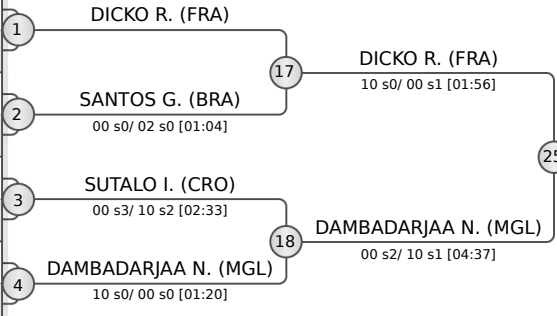 DICKO R. (FRA)
1
17
DICKO R. (FRA)
10 s0/ 00 s1 [01:56]
SANTOS G. (BRA)
2
00 s0/ 02 s0 [01:04]
25
SUTALO I. (CRO)
3
00 s3/ 10 s2 [02:33]
18
DAMBADARJAA N. (MGL)
00 s2/ 10 s1 [04:37]
DAMBADARJAA N. (MGL)
4
10 s0/ 00 s0 [01:20]